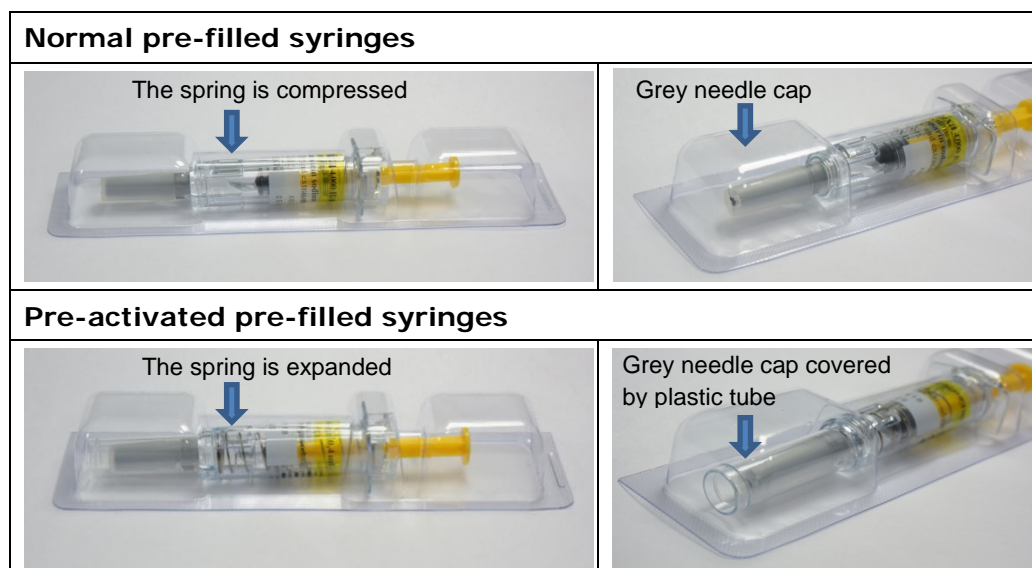 Normal pre-filled syringes
The spring is compressed
Grey needle cap
Pre-activated pre-filled syringes
The spring is expanded
Grey needle cap covered
by plastic tube